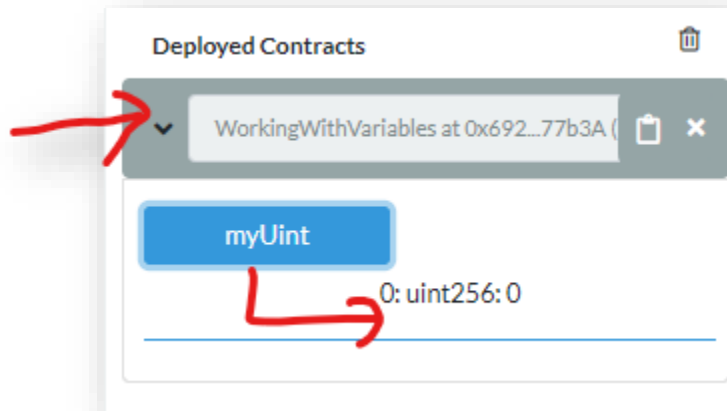 Deployed Contracts
WorkingWithVariables at 0x692...77b3A (
myUint
0: uint256: 0